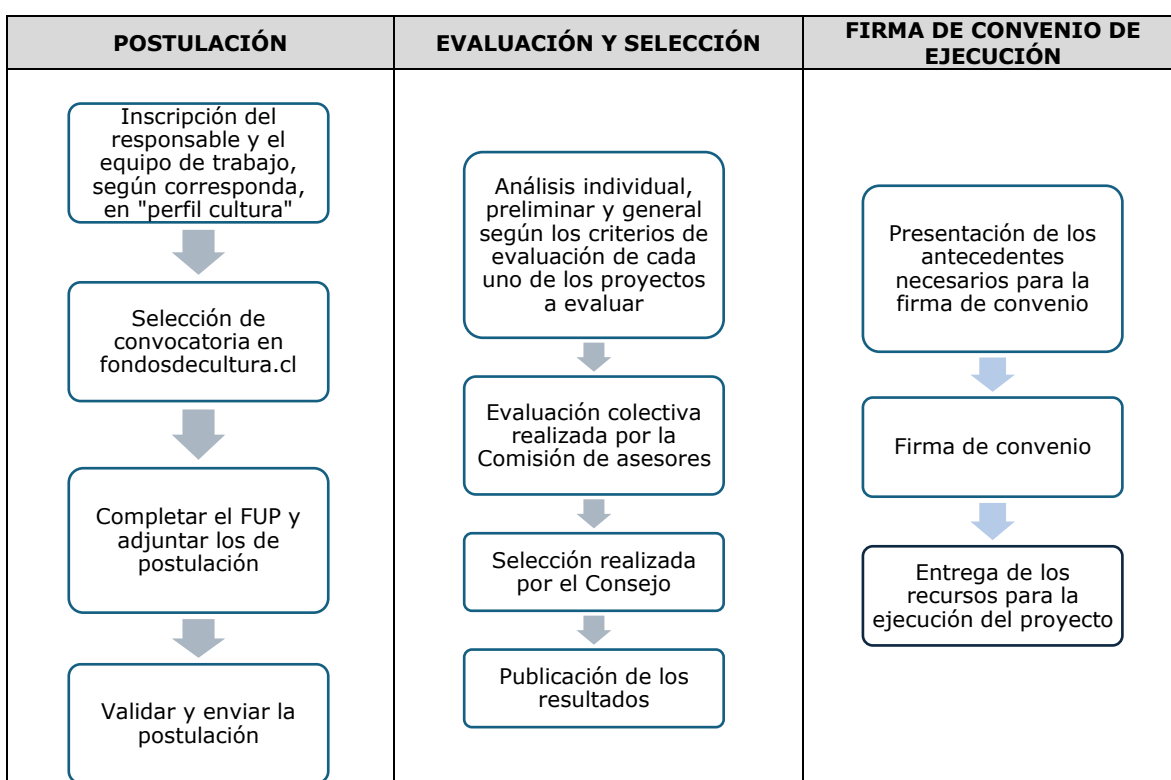 POSTULACIÓN
Inscripción del
responsable y el
equipo de trabajo,
según corresponda,
en "perfil cultura"
Selección de
convocatoria en
fondosdecultura.cl
Completar el FUP y
adjuntar los de
postulación
Validar y enviar la
postulación
EVALUACIÓN Y SELECCIÓN
Análisis individual,
preliminar y general
según los criterios de
evaluación de cada
uno de los proyectos
a evaluar
Evaluación colectiva
realizada por la
Comisión de asesores
Selección realizada
por el Consejo
Publicación de los
resultados
FIRMA DE CONVENIO DE
EJECUCIÓN
Presentación de los
antecedentes
necesarios para la
firma de convenio
Firma de convenio
Entrega de los
recursos para la
ejecución del proyecto